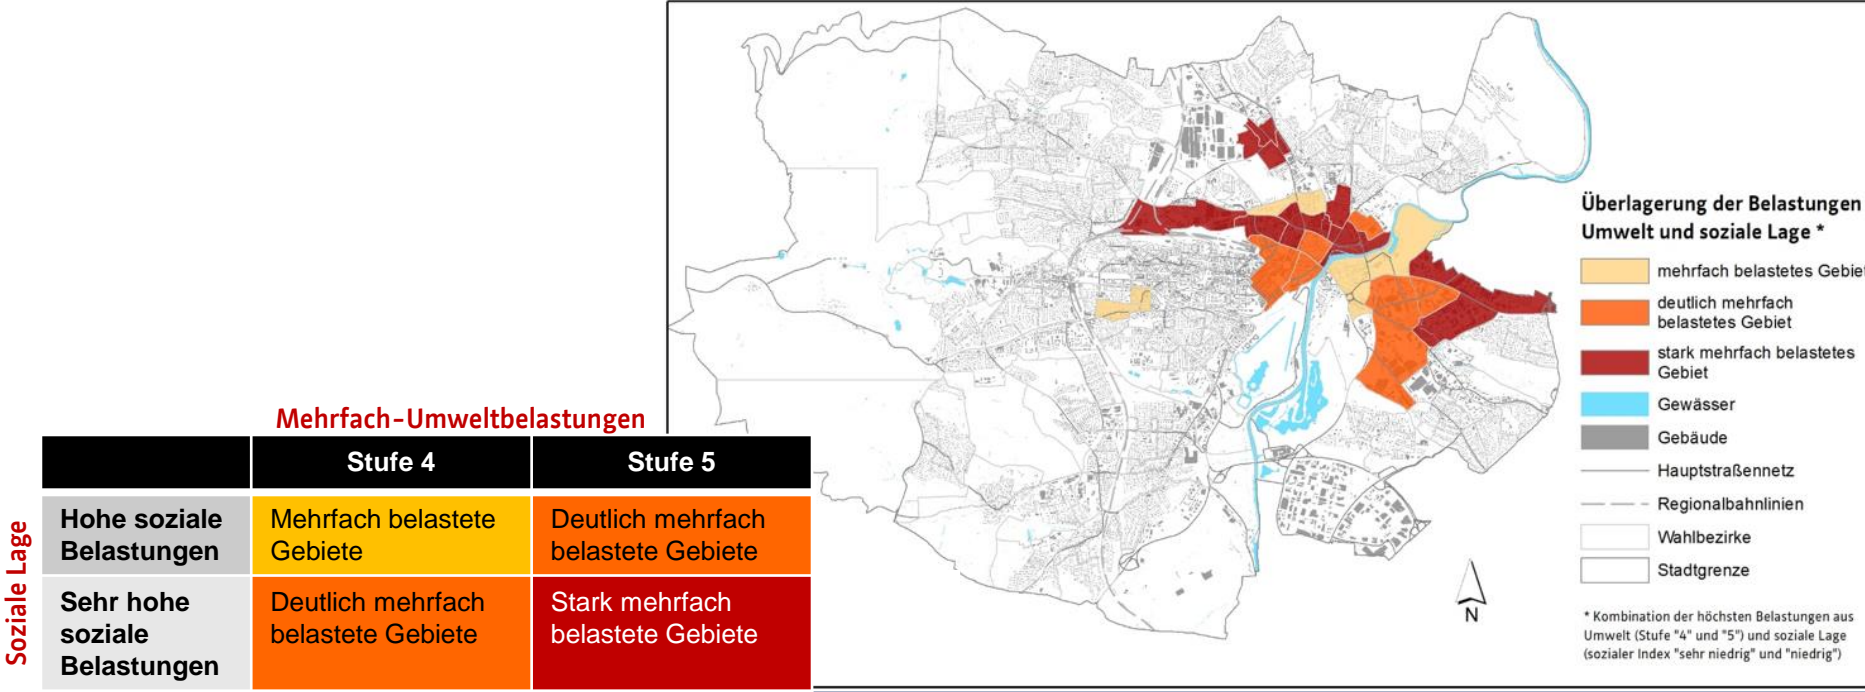 Mehrfach-Umweltbelastungen
Stufe 4
Stufe 5
Soziale Lage
Hohe soziale
Belastungen
Mehrfach belastete
Gebiete
Deutlich mehrfach
belastete Gebiete
Sehr hohe
soziale
Belastungen
Deutlich mehrfach
belastete Gebiete
Stark mehrfach
belastete Gebiete
Überlagerung der Belastungen
Umwelt und soziale Lage *
mehrfach belastetes Gebiet
deutlich mehrfach
belastetes Gebiet
stark mehrfach belastetes
Gebiet
Gewässer
Gebäude
Hauptstraßennetz
Regionalbahnlinien
Wahlbezirke
Stadtgrenze
N
* Kombination der höchsten Belastungen aus
Umwelt (Stufe "4" und "5") und soziale Lage
(sozialer Index "sehr niedrig" und "niedrig")